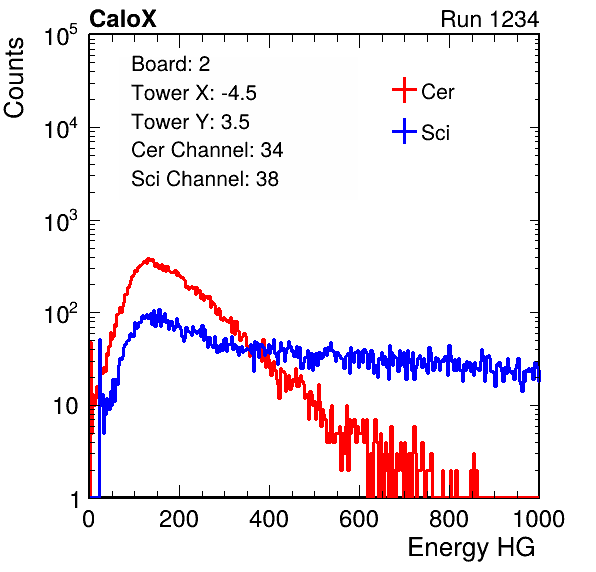 CaloX Run 1234
Counts
10^5
10^4
10^3
10^2
10
1
Board: 2
Tower X: -4.5
Tower Y: 3.5
Cer Channel: 34
Sci Channel: 38
Cer
Sci
0 200 400 600 800 1000
Energy HG